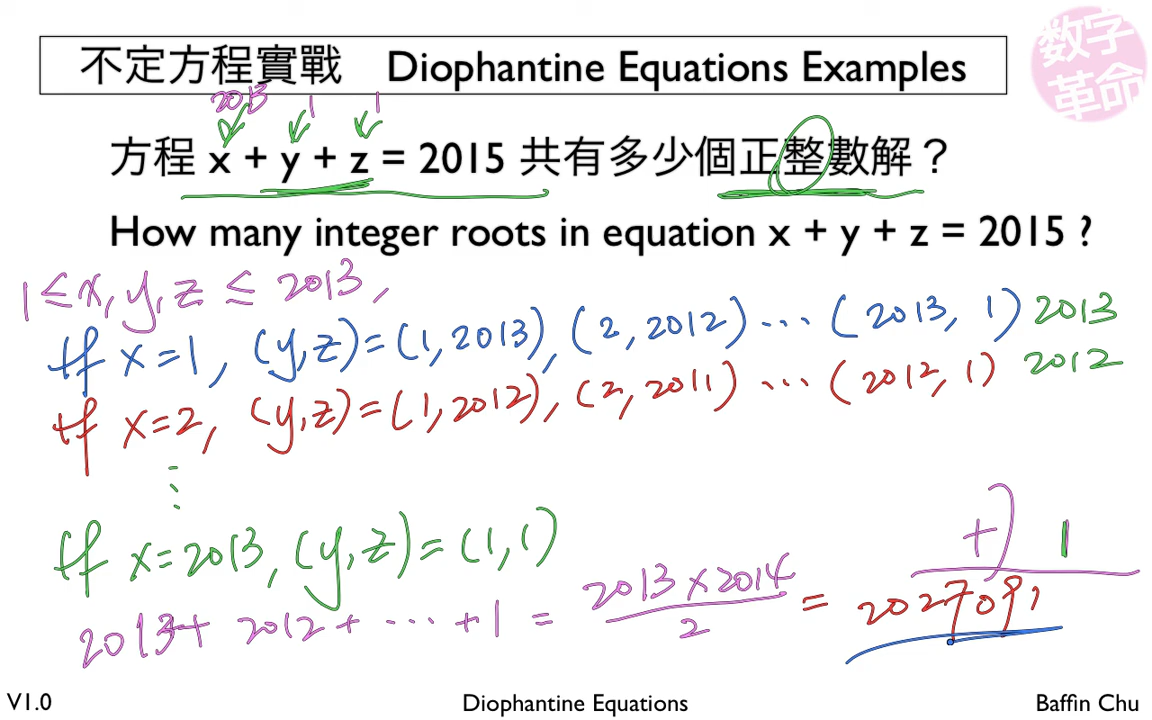 不定方程實戰 Diophantine Equations Examples
数字
革命
2013 1 1
方程 x + y + z = 2015 共有多少個正整數解？
How many integer roots in equation x + y + z = 2015 ?
1 ≤ x, y, z ≤ 2013,
If x = 1, (y, z) = (1, 2013), (2, 2012) ... (2013, 1) 2013
If x = 2, (y, z) = (1, 2012), (2, 2011) ... (2012, 1) 2012
⋮
If x = 2013, (y, z) = (1, 1)
+) 1
2013 + 2012 + ... + 1 = 2013 × 2014 / 2 = 2027091
V1.0 Diophantine Equations Baffin Chu